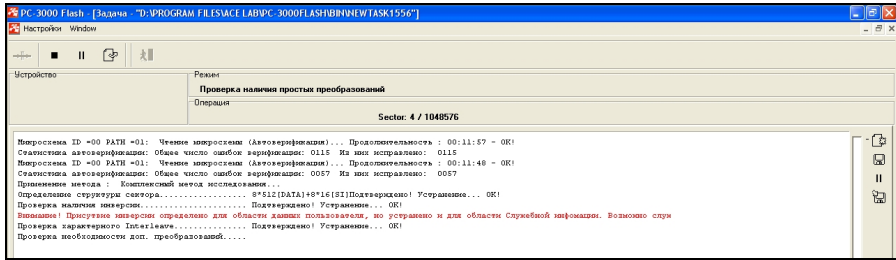 PC-3000 Flash - [Задача - "D:\PROGRAM FILES\ACE LAB\PC-3000FLASH\BIN\NEWTASK1556"]
Настройки Window
Устройство
Режим
Проверка наличия простых преобразований
Операция
Sector: 4 / 1048576
Микросхема ID =00 PATH =01: Чтение микросхемы (Автоверификация)... Продолжительность : 00:11:57 - OK!
Статистика автоверификации: Общее число ошибок верификации: 0115 Из них исправлено: 0115
Микросхема ID =00 PATH =01: Чтение микросхемы (Автоверификация)... Продолжительность : 00:11:48 - OK!
Статистика автоверификации: Общее число ошибок верификации: 0057 Из них исправлено: 0057
Применение метода : Комплексный метод исследования...
Определение структуры сектора.................. 8*512[DATA]+8*16[SI]Подтверждено! Устранение... OK!
Проверка наличия инверсии...................... Подтверждено! Устранение... OK!
Внимание! Присутвие инверсии определено для области данных пользователя, но устранено и для области Служебной инфомации. Возможно служ
Проверка характерного Interleave............... Подтверждено! Устранение... OK!
Проверка необходимости доп. преобразований.....